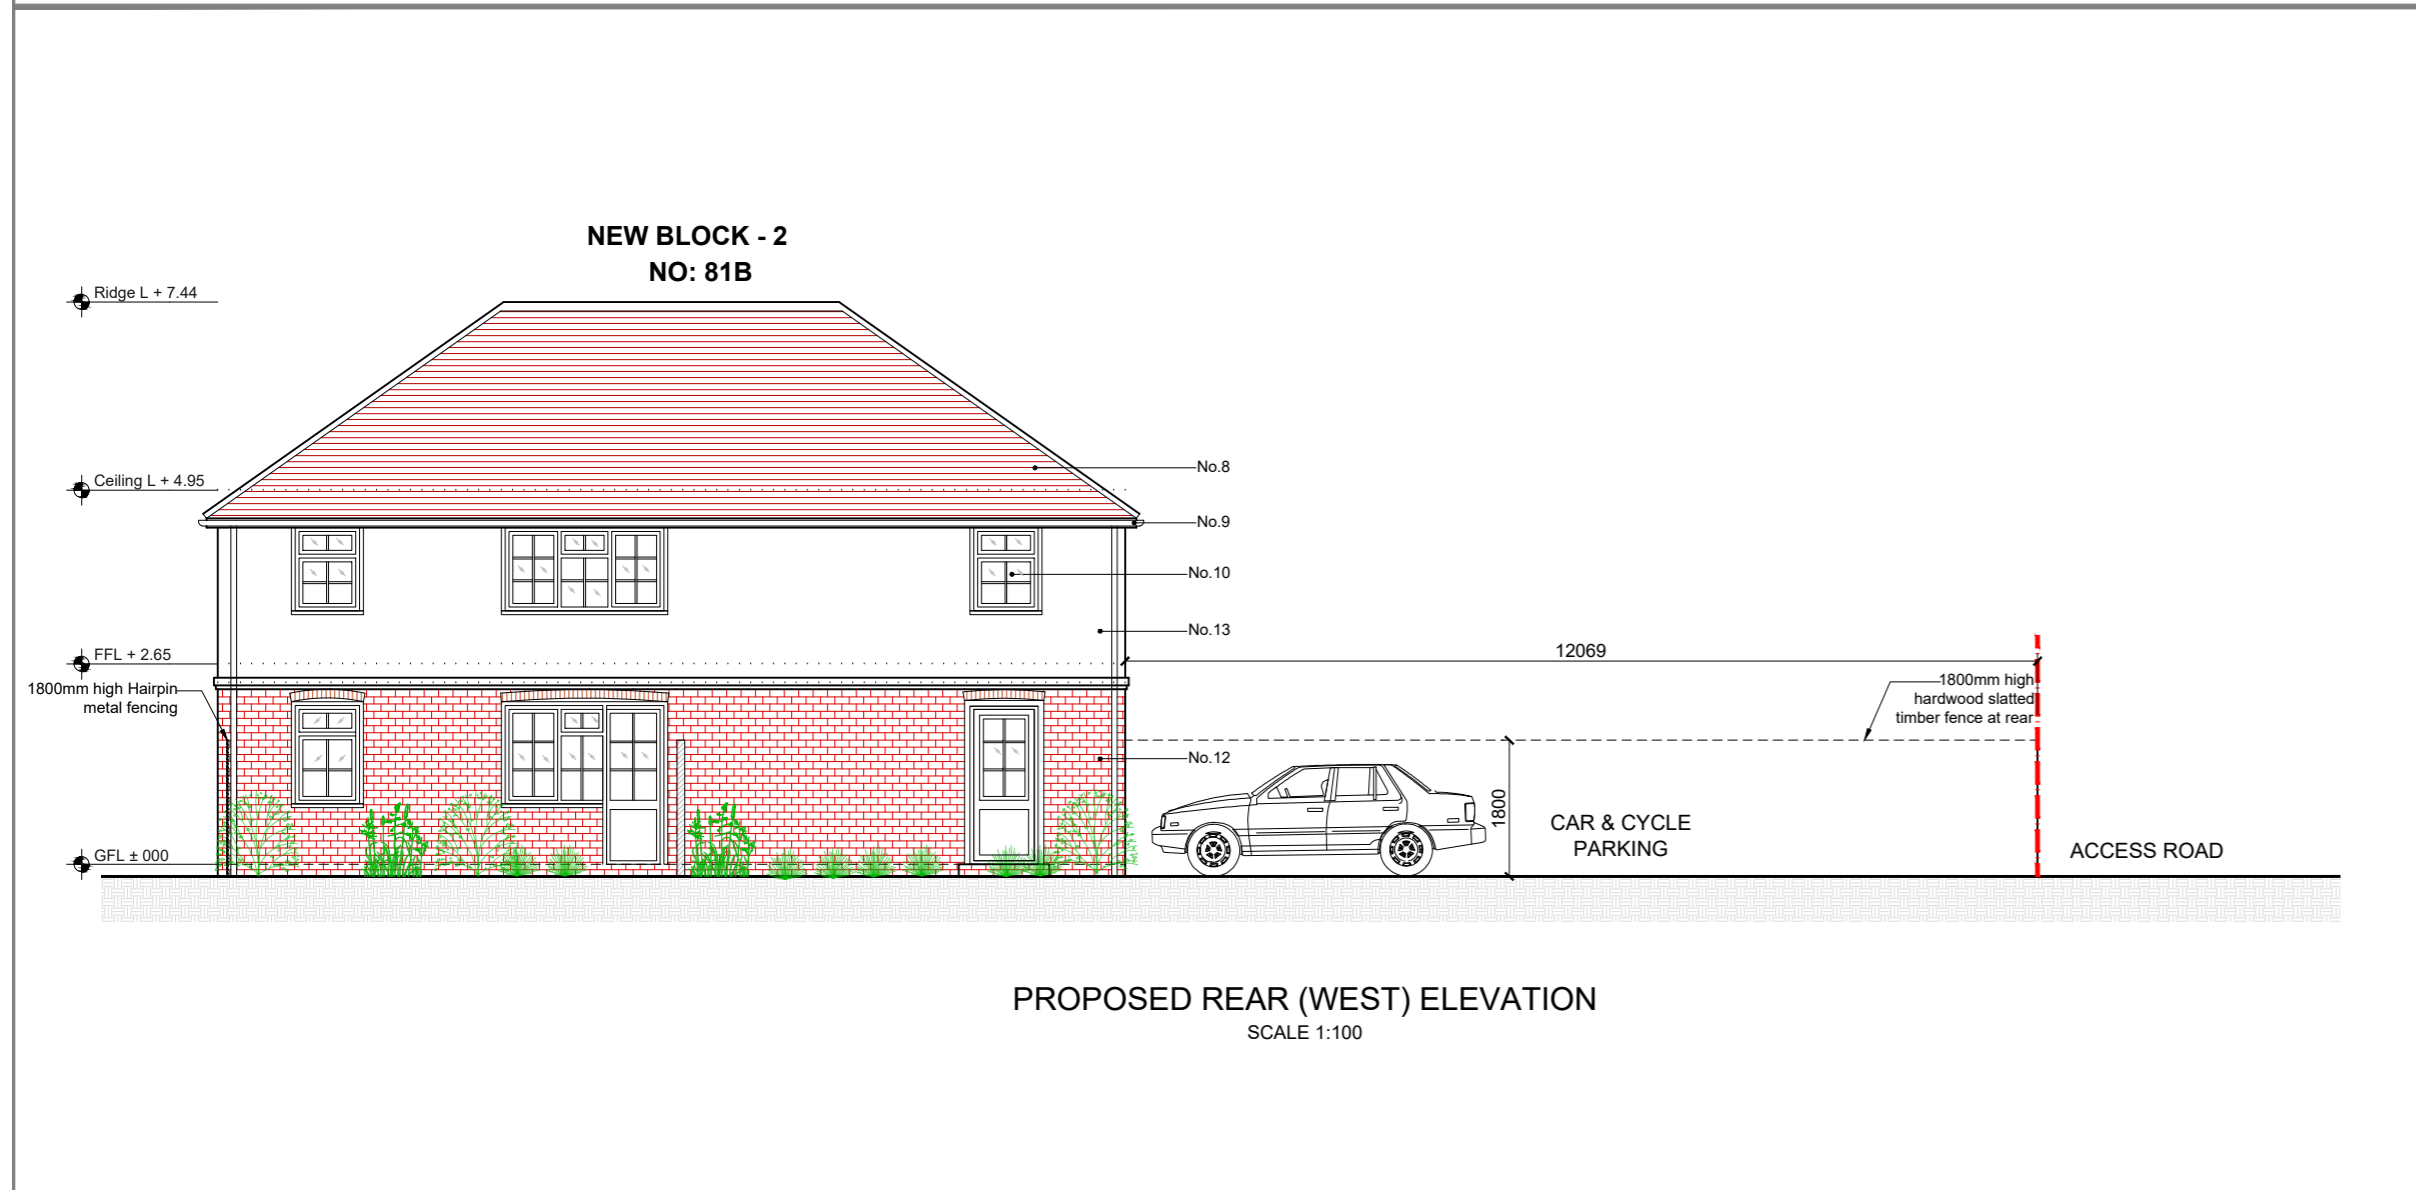 NEW BLOCK - 2
NO: 81B
Ridge L + 7.44
Ceiling L + 4.95
No.8
No.9
No.10
No.13
FFL + 2.65
12069
1800mm high Hairpin
metal fencing
1800mm high
hardwood slatted
timber fence at rear
No.12
1800
CAR & CYCLE
PARKING
GFL ± 000
ACCESS ROAD
PROPOSED REAR (WEST) ELEVATION
SCALE 1:100